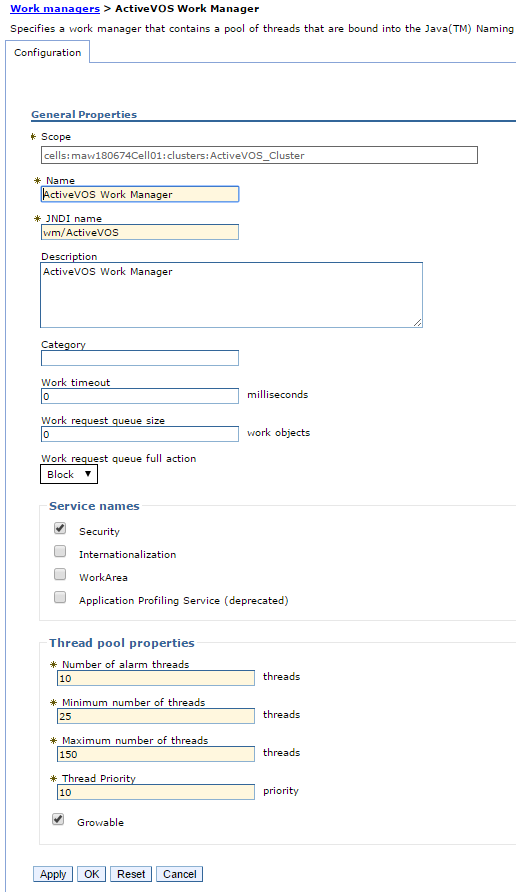 Work managers > ActiveVOS Work Manager
Specifies a work manager that contains a pool of threads that are bound into the Java(TM) Naming
Configuration
General Properties
* Scope
cells:maw180674Cell01:clusters:ActiveVOS_Cluster
* Name
ActiveVOS Work Manager
* JNDI name
wm/ActiveVOS
Description
ActiveVOS Work Manager
Category
Work timeout
0 milliseconds
Work request queue size
0 work objects
Work request queue full action
Block
Service names
Security
Internationalization
WorkArea
Application Profiling Service (deprecated)
Thread pool properties
* Number of alarm threads
10 threads
* Minimum number of threads
25 threads
* Maximum number of threads
150 threads
* Thread Priority
10 priority
Growable
Apply OK Reset Cancel